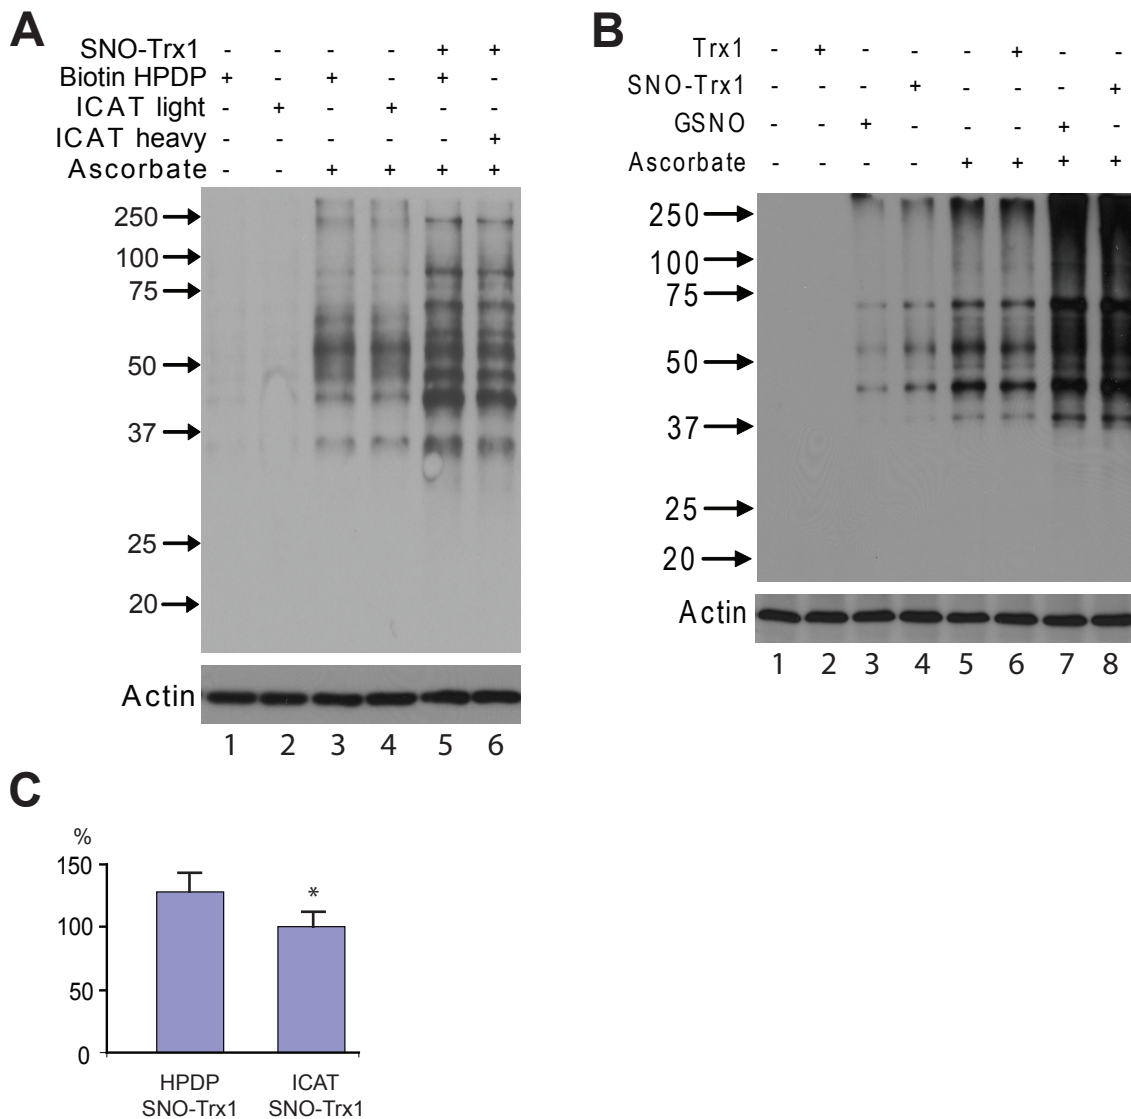 A
SNO-Trx1 - - - - + +
Biotin HPDP + - + - + -
ICAT light - + - + - -
ICAT heavy - - - - - +
Ascorbate - - + + + +
250
100
75
50
37
25
20
Actin
1 2 3 4 5 6
B
Trx1 - + - - - + - -
SNO-Trx1 - - - + - - - +
GSNO - - + - - - + -
Ascorbate - - - - + + + +
250
100
75
50
37
25
20
Actin
1 2 3 4 5 6 7 8
C
%
150
100
50
0
*
HPDP
SNO-Trx1
ICAT
SNO-Trx1